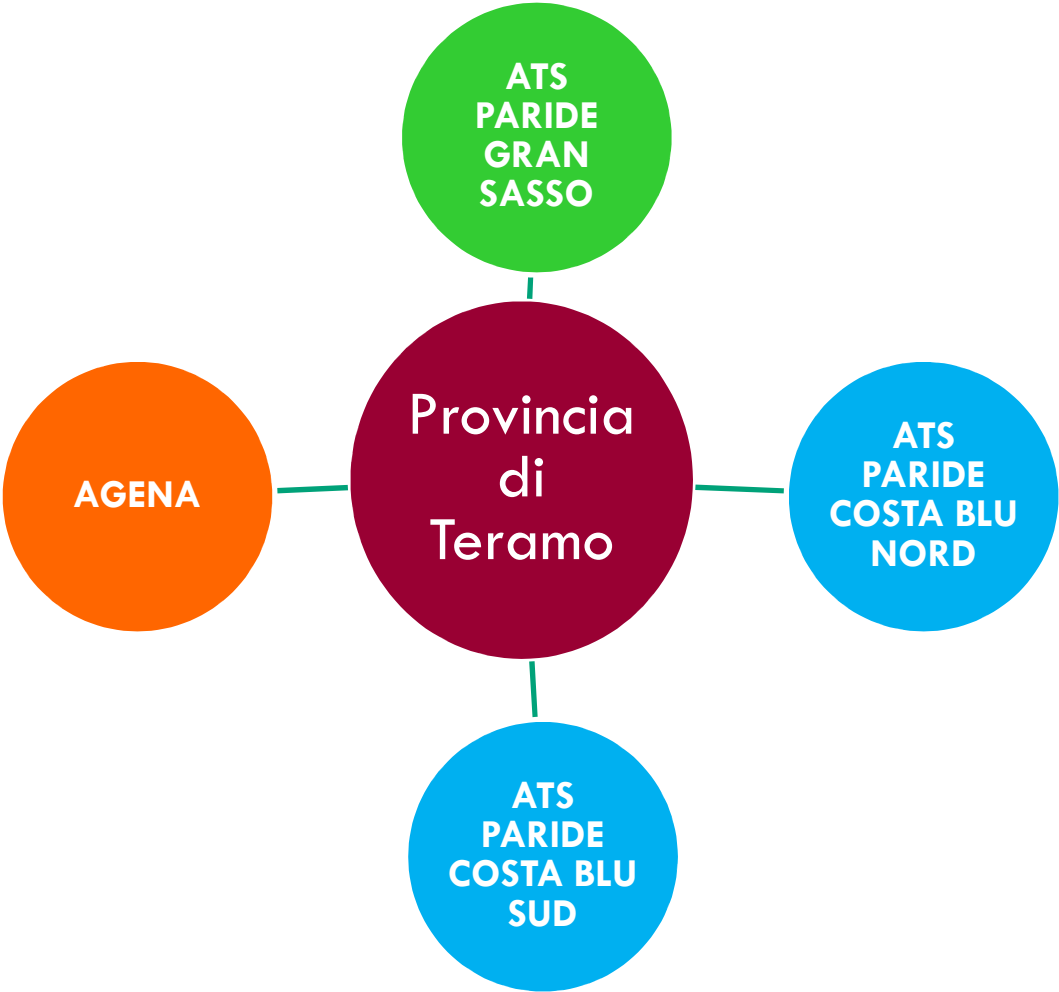 ATS
PARIDE
GRAN
SASSO
Provincia
di
Teramo
AGENA
ATS
PARIDE
COSTA BLU
NORD
ATS
PARIDE
COSTA BLU
SUD